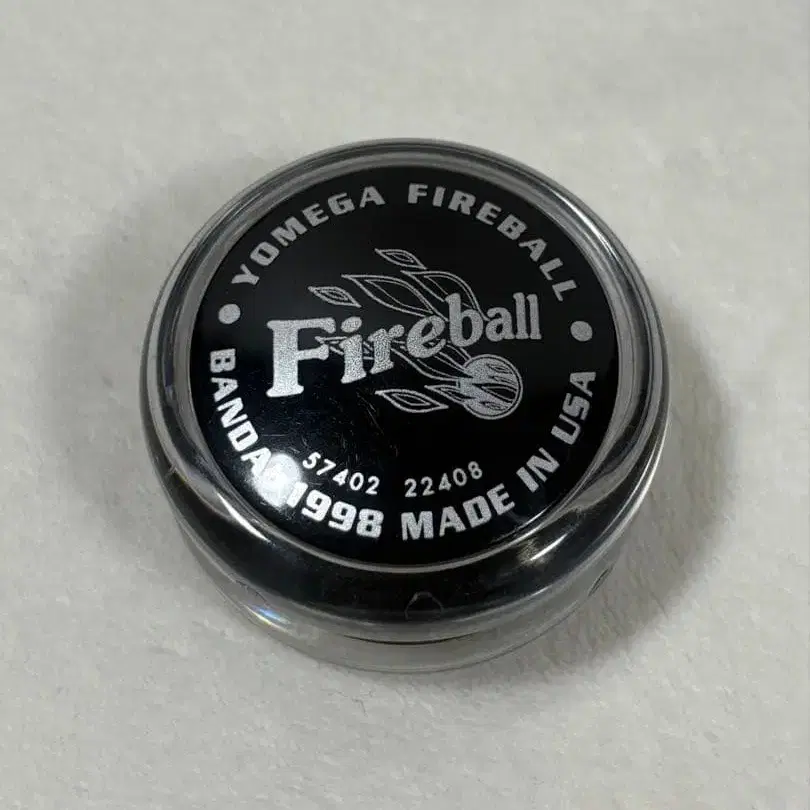 YOMEGA FIREBALL
Fireball
57402 22408
BANDAI 1998 MADE IN USA